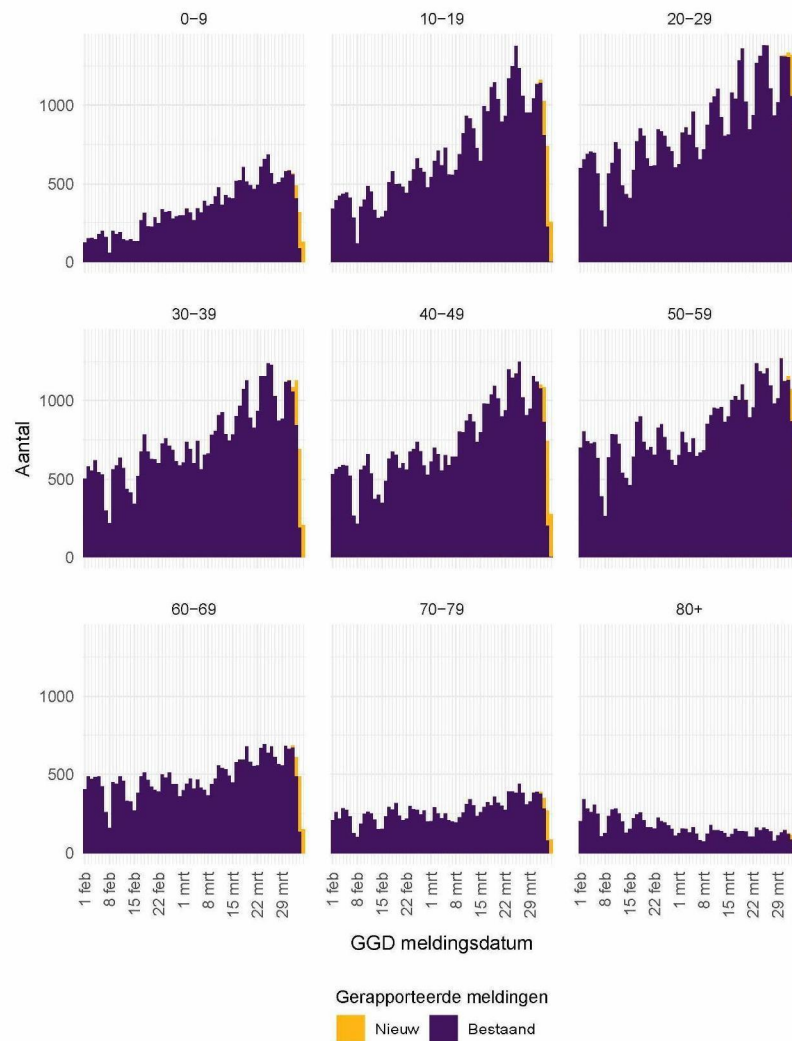 0−9 10−19 20−29
1000
500
0
30−39 40−49 50−59
1000
500
0
Aantal
60−69 70−79 80+
1000
500
0
1 feb 8 feb 15 feb 22 feb 1 mrt 8 mrt 15 mrt 22 mrt 29 mrt 1 feb 8 feb 15 feb 22 feb 1 mrt 8 mrt 15 mrt 22 mrt 29 mrt 1 feb 8 feb 15 feb 22 feb 1 mrt 8 mrt 15 mrt 22 mrt 29 mrt
GGD meldingsdatum
Gerapporteerde meldingen
Nieuw Bestaand